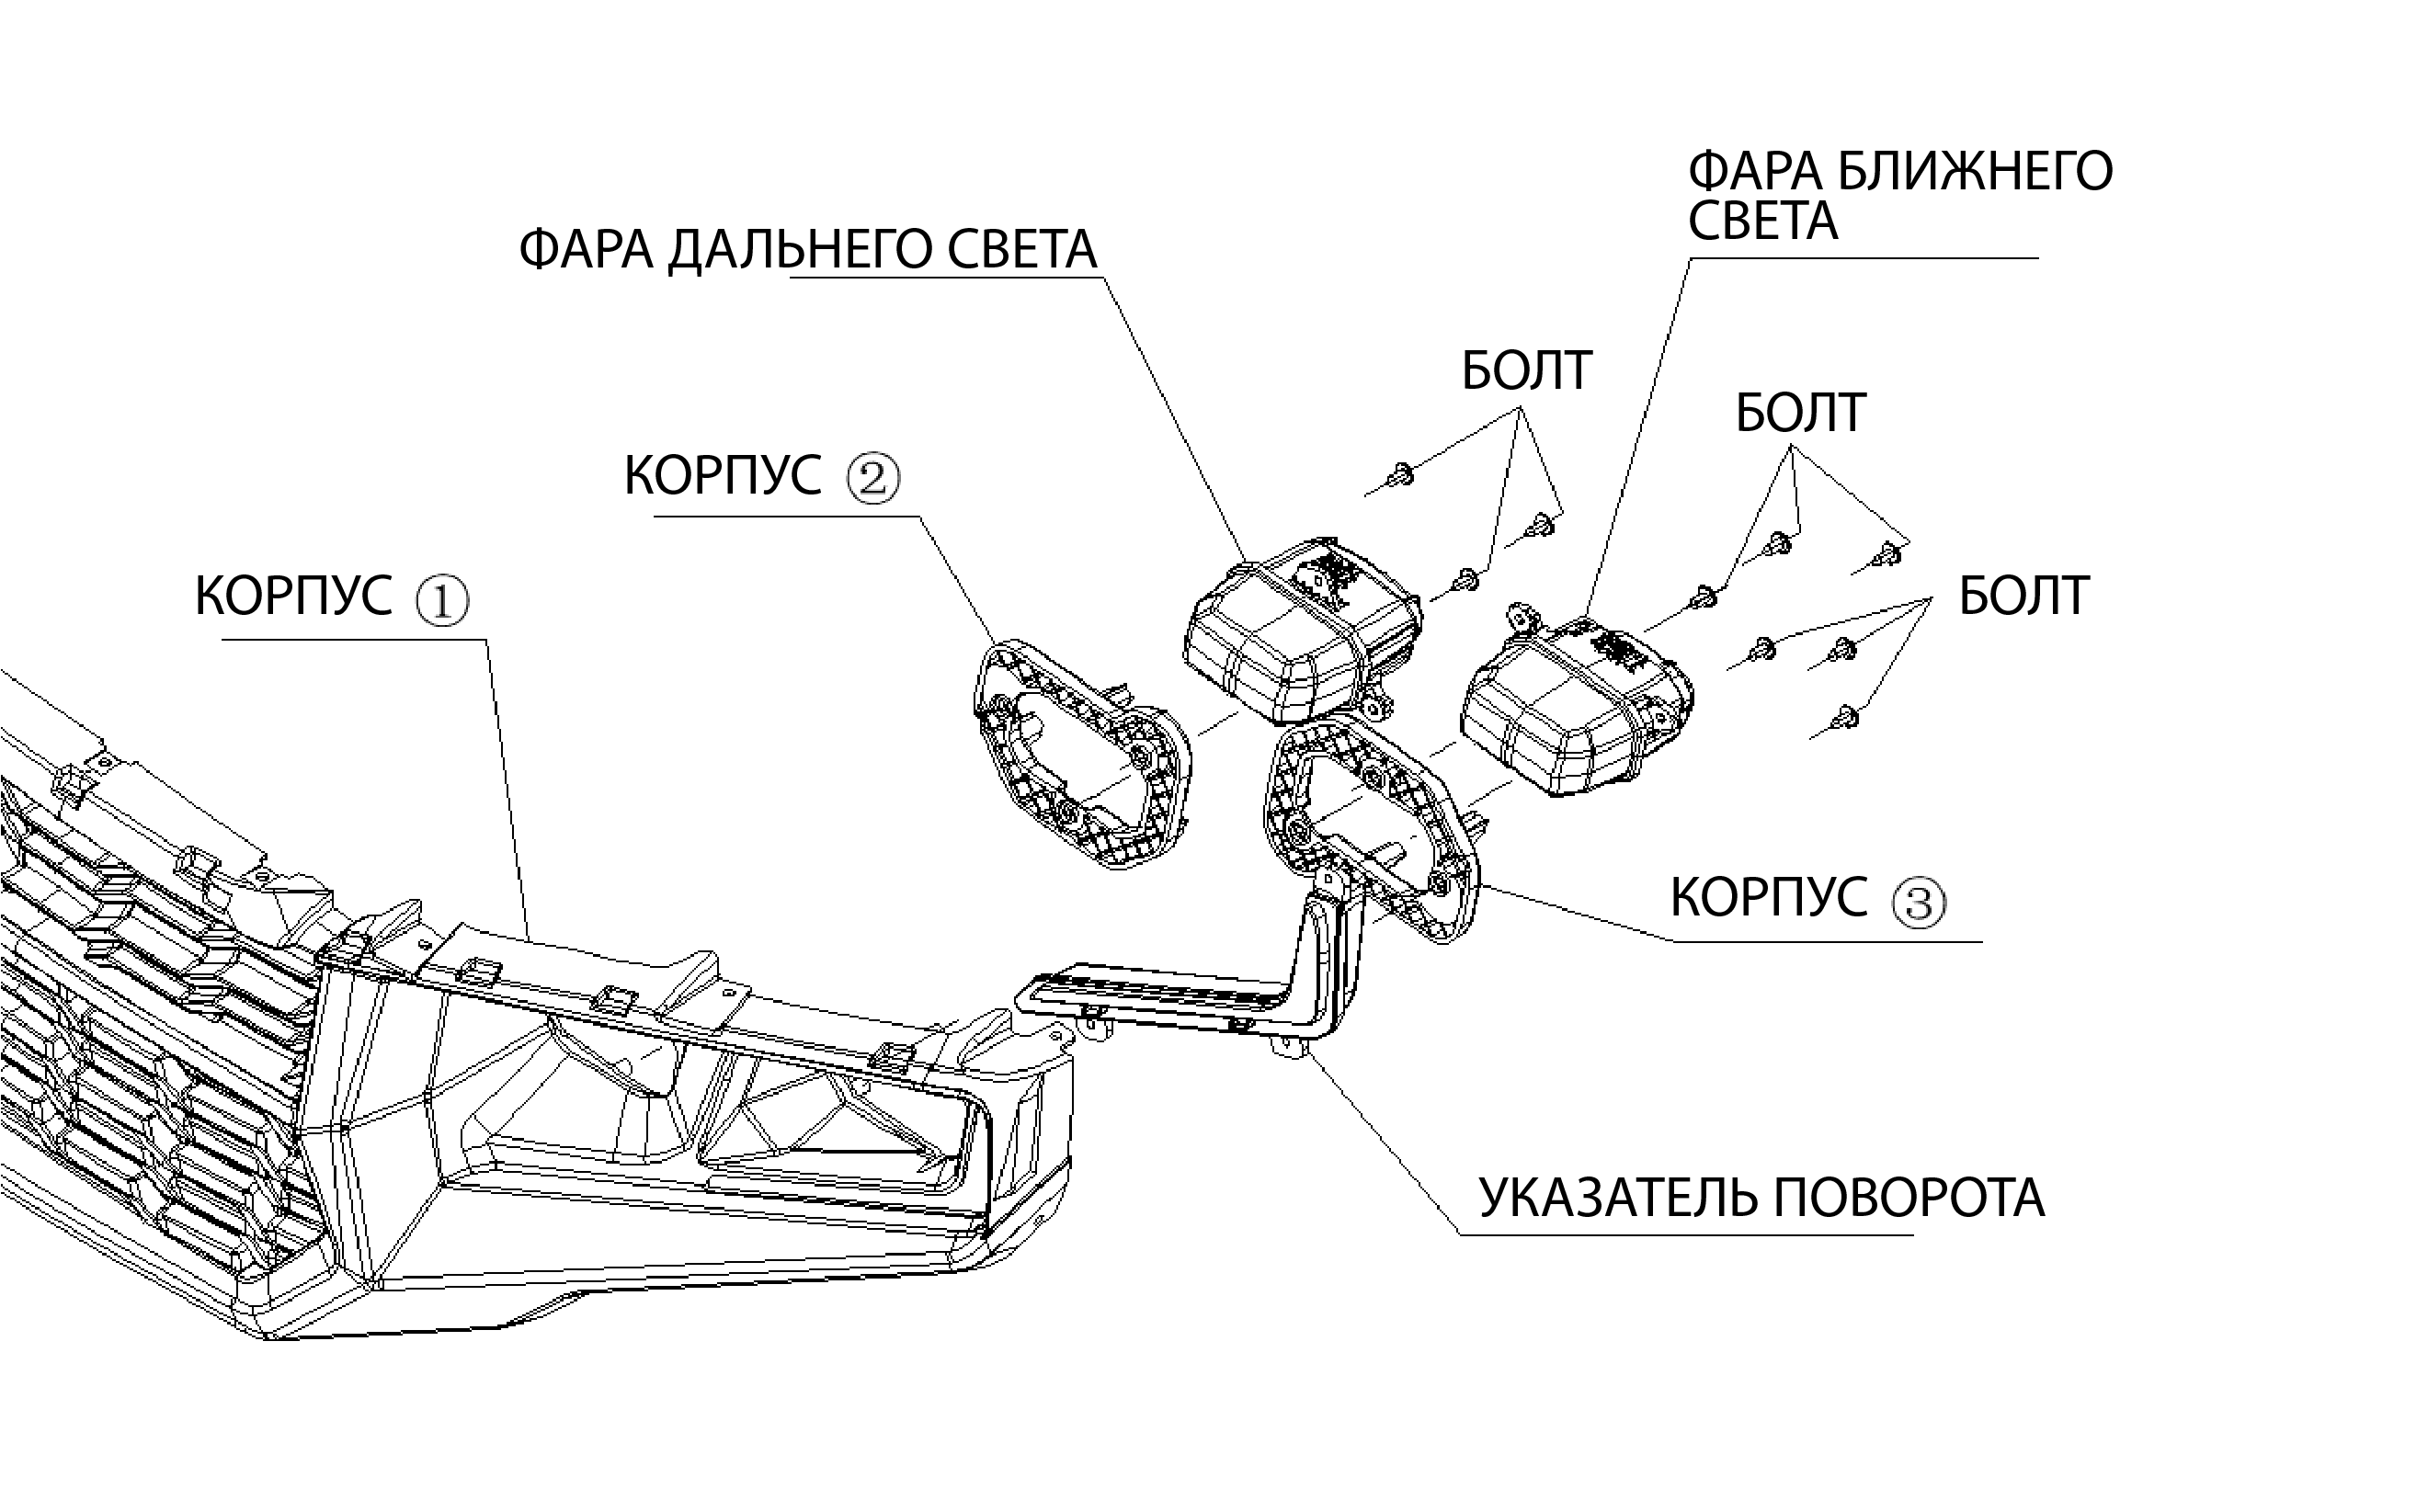 ФАРА БЛИЖНЕГО
СВЕТА
ФАРА ДАЛЬНЕГО СВЕТА
БОЛТ
БОЛТ
КОРПУС ②
КОРПУС ①
БОЛТ
КОРПУС ③
УКАЗАТЕЛЬ ПОВОРОТА